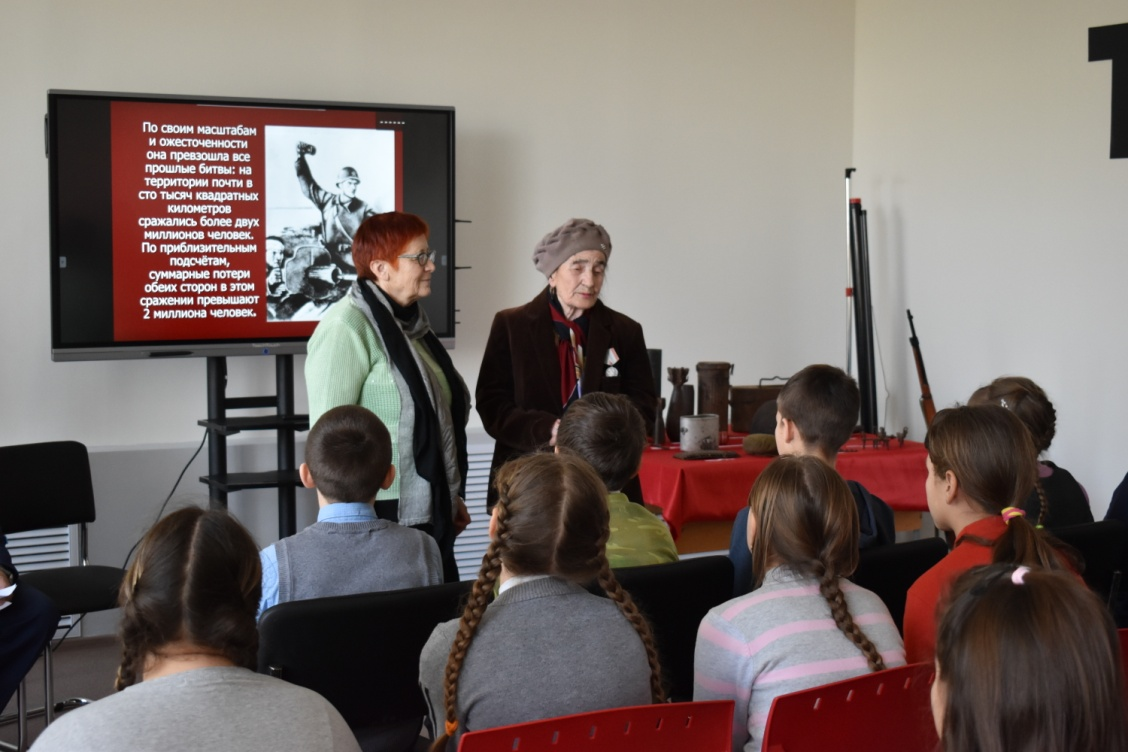 По своим масштабам
и ожесточенности
она превзошла все
прошлые битвы: на
территории почти в
сто тысяч квадратных
километров
сражались более двух
миллионов человек.
По приблизительным
подсчётам,
суммарные потери
обеих сторон в этом
сражении превышают
2 миллиона человек.